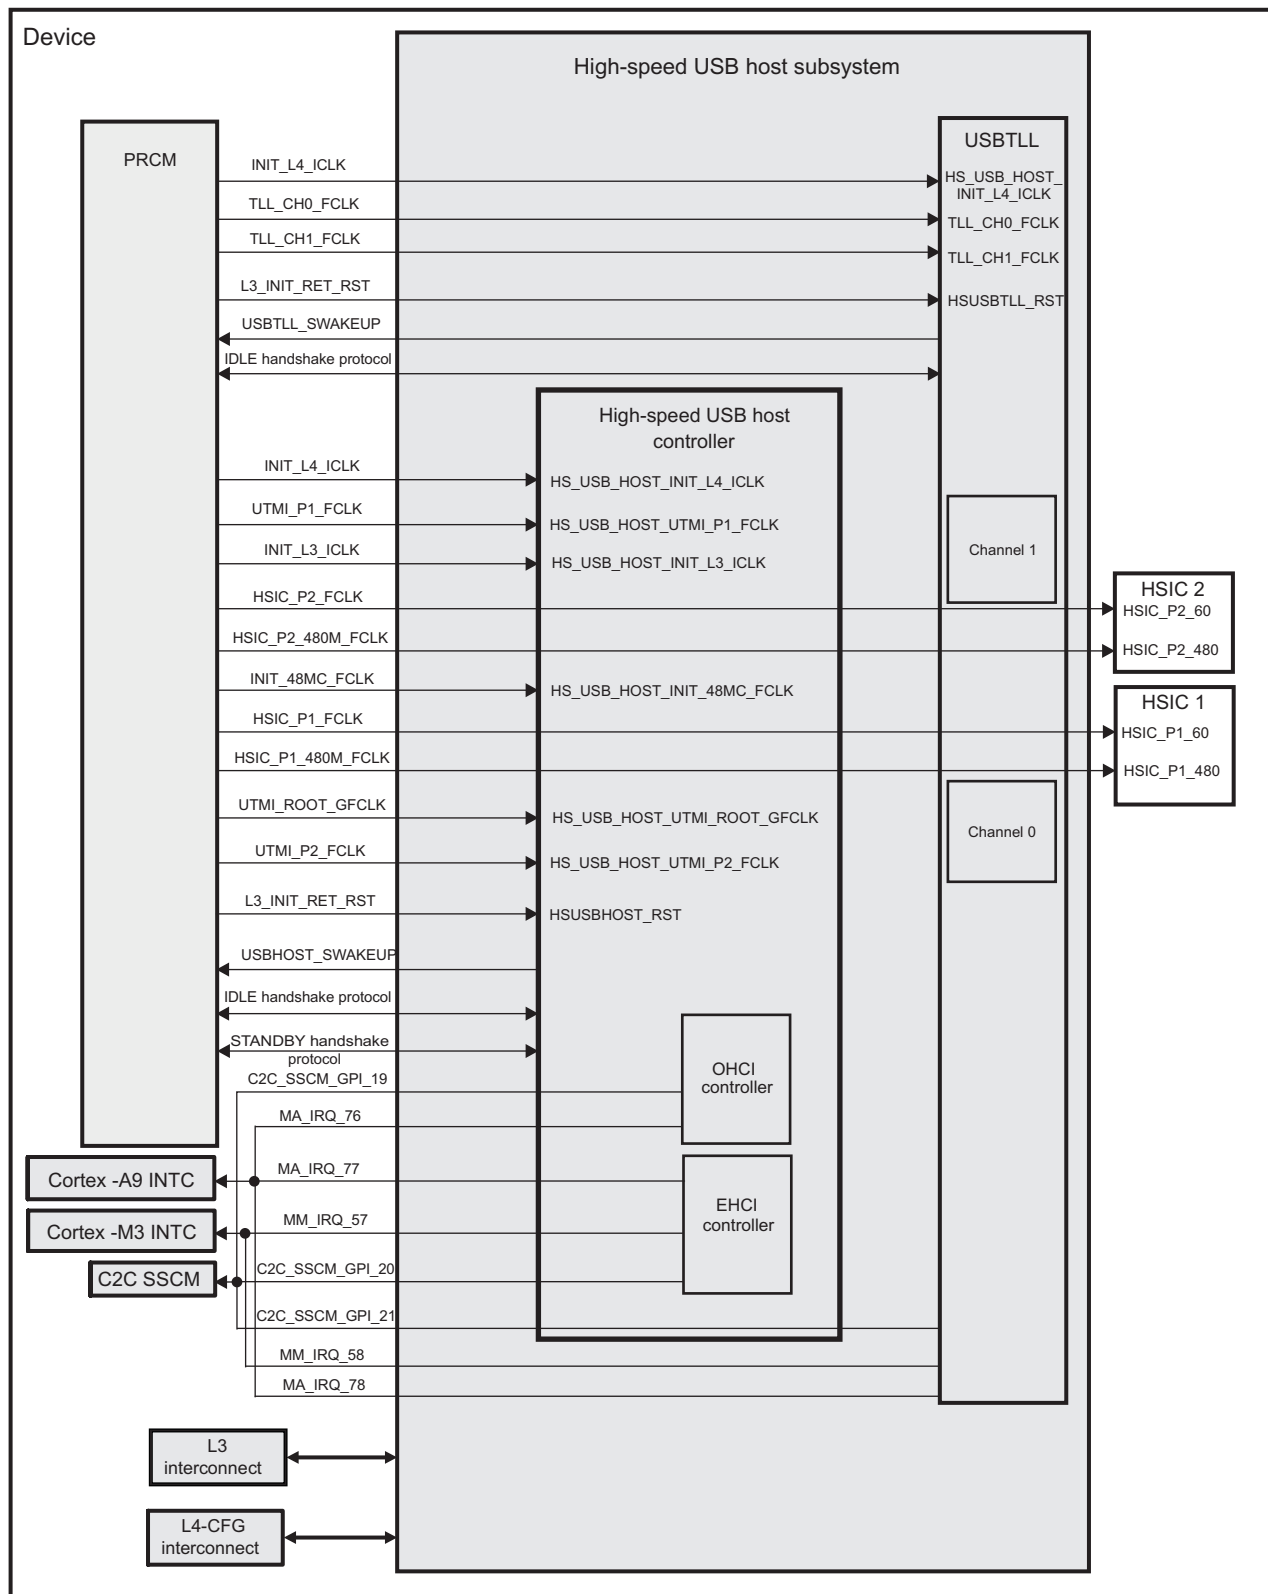 Device
High-speed USB host subsystem
PRCM
USBTLL
INIT_L4_ICLK
HS_USB_HOST_
INIT_L4_ICLK
TLL_CH0_FCLK
TLL_CH0_FCLK
TLL_CH1_FCLK
TLL_CH1_FCLK
L3_INIT_RET_RST
HSUSBTLL_RST
USBTLL_SWAKEUP
IDLE handshake protocol
High-speed USB host
controller
INIT_L4_ICLK
HS_USB_HOST_INIT_L4_ICLK
UTMI_P1_FCLK
HS_USB_HOST_UTMI_P1_FCLK
INIT_L3_ICLK
HS_USB_HOST_INIT_L3_ICLK
Channel 1
HSIC_P2_FCLK
HSIC 2
HSIC_P2_60
HSIC_P2_480M_FCLK
HSIC_P2_480
INIT_48MC_FCLK
HS_USB_HOST_INIT_48MC_FCLK
HSIC_P1_FCLK
HSIC 1
HSIC_P1_60
HSIC_P1_480M_FCLK
HSIC_P1_480
UTMI_ROOT_GFCLK
HS_USB_HOST_UTMI_ROOT_GFCLK
Channel 0
UTMI_P2_FCLK
HS_USB_HOST_UTMI_P2_FCLK
L3_INIT_RET_RST
HSUSBHOST_RST
USBHOST_SWAKEUP
IDLE handshake protocol
STANDBY handshake
protocol
OHCI
controller
C2C_SSCM_GPI_19
MA_IRQ_76
Cortex -A9 INTC
MA_IRQ_77
EHCI
controller
Cortex -M3 INTC
MM_IRQ_57
C2C SSCM
C2C_SSCM_GPI_20
C2C_SSCM_GPI_21
MM_IRQ_58
MA_IRQ_78
L3
interconnect
L4-CFG
interconnect